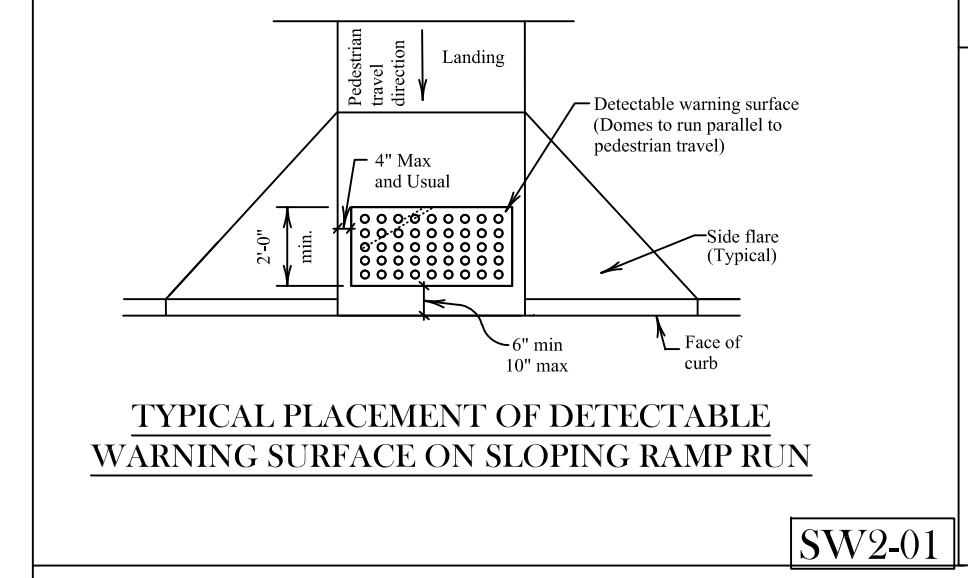 Pedestrian
travel
direction
Landing
Detectable warning surface
(Domes to run parallel to
pedestrian travel)
4" Max
and Usual
2'-0"
min.
Side flare
(Typical)
6" min
10" max
Face of
curb
TYPICAL PLACEMENT OF DETECTABLE
WARNING SURFACE ON SLOPING RAMP RUN
SW2-01